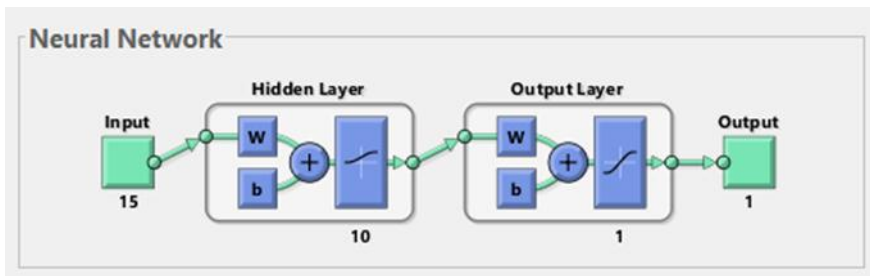 Neural Network
Hidden Layer
Output Layer
Input
Output
W
W
+
+
b
b
15
1
10
1